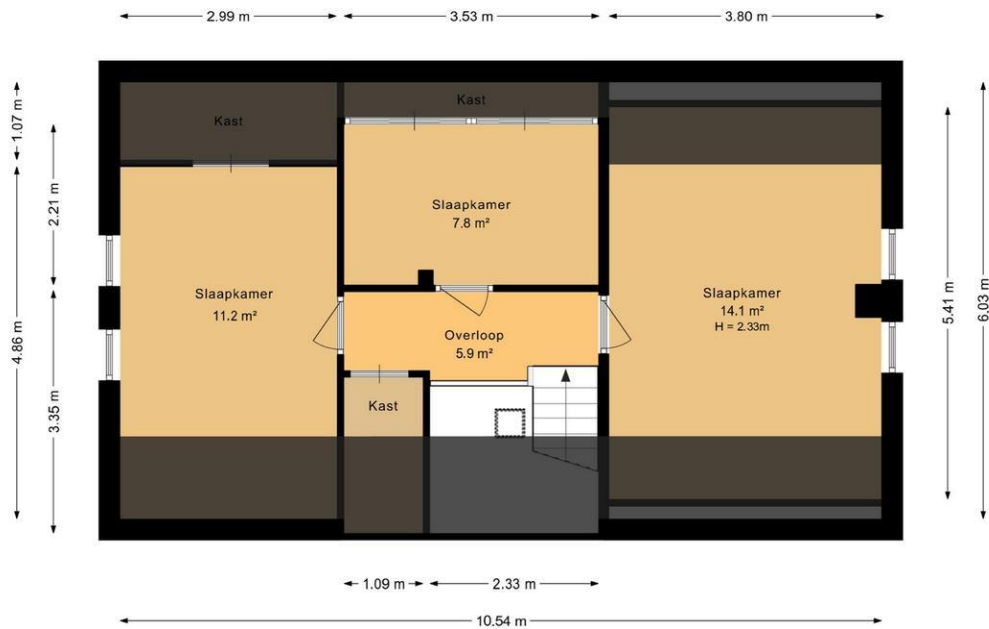 2.99 m
3.53 m
3.80 m
1.07 m
4.86 m
2.21 m
3.35 m
Kast
Kast
Slaapkamer
7.8 m²
Slaapkamer
11.2 m²
Slaapkamer
14.1 m²
H = 2.33m
Overloop
5.9 m²
Kast
5.41 m
6.03 m
1.09 m
2.33 m
10.54 m